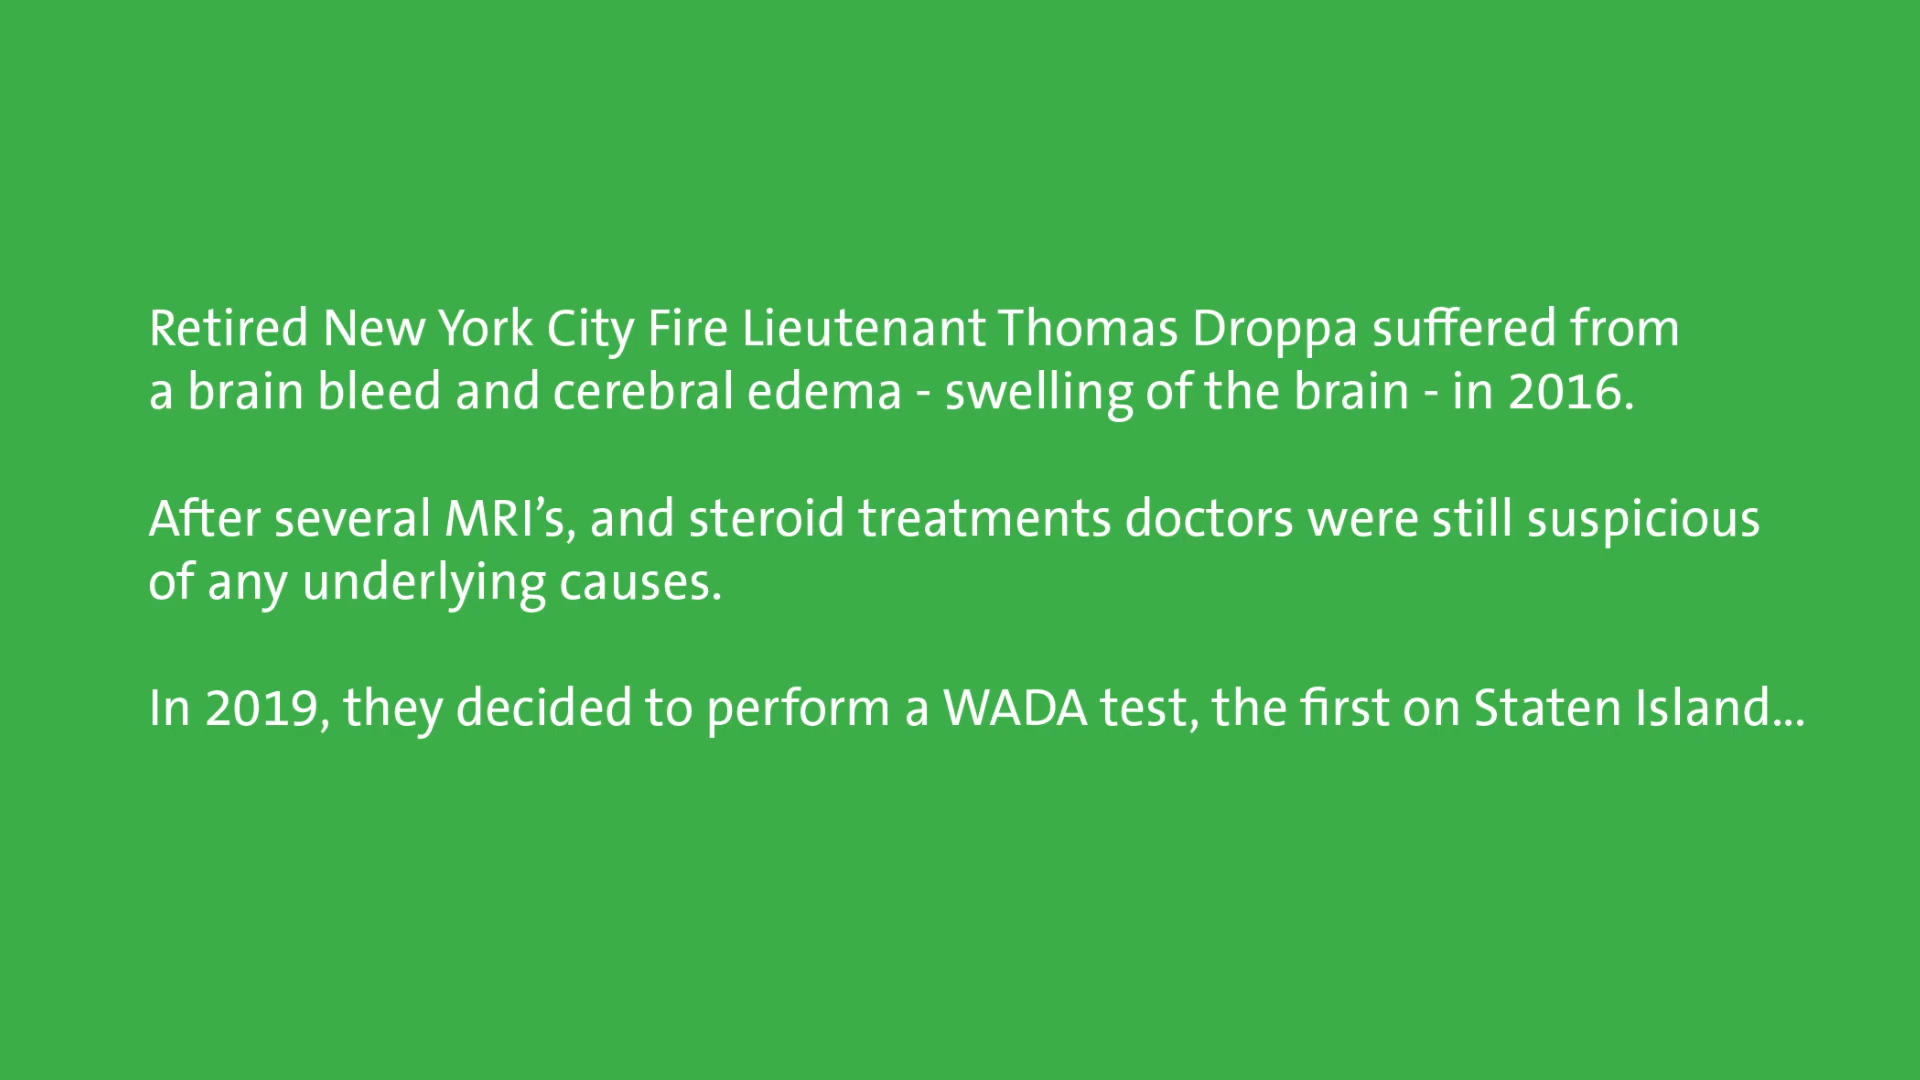 Retired New York City Fire Lieutenant Thomas Droppa suffered from
a brain bleed and cerebral edema - swelling of the brain - in 2016.
After several MRI’s, and steroid treatments doctors were still suspicious
of any underlying causes.
In 2019, they decided to perform a WADA test, the first on Staten Island...